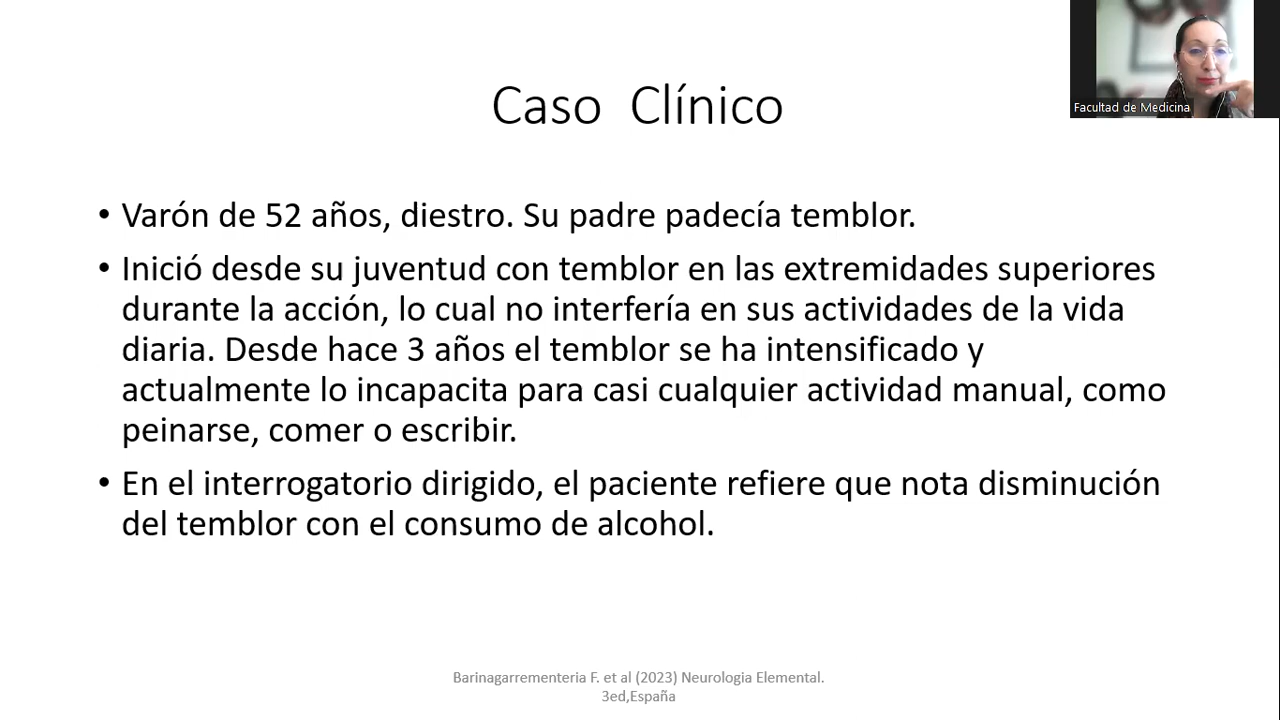 Facultad de Medicina
Caso Clínico
• Varón de 52 años, diestro. Su padre padecía temblor.
• Inició desde su juventud con temblor en las extremidades superiores
durante la acción, lo cual no interfería en sus actividades de la vida
diaria. Desde hace 3 años el temblor se ha intensificado y
actualmente lo incapacita para casi cualquier actividad manual, como
peinarse, comer o escribir.
• En el interrogatorio dirigido, el paciente refiere que nota disminución
del temblor con el consumo de alcohol.
Barinagarrementeria F. et al (2023) Neurologia Elemental.
3ed,España